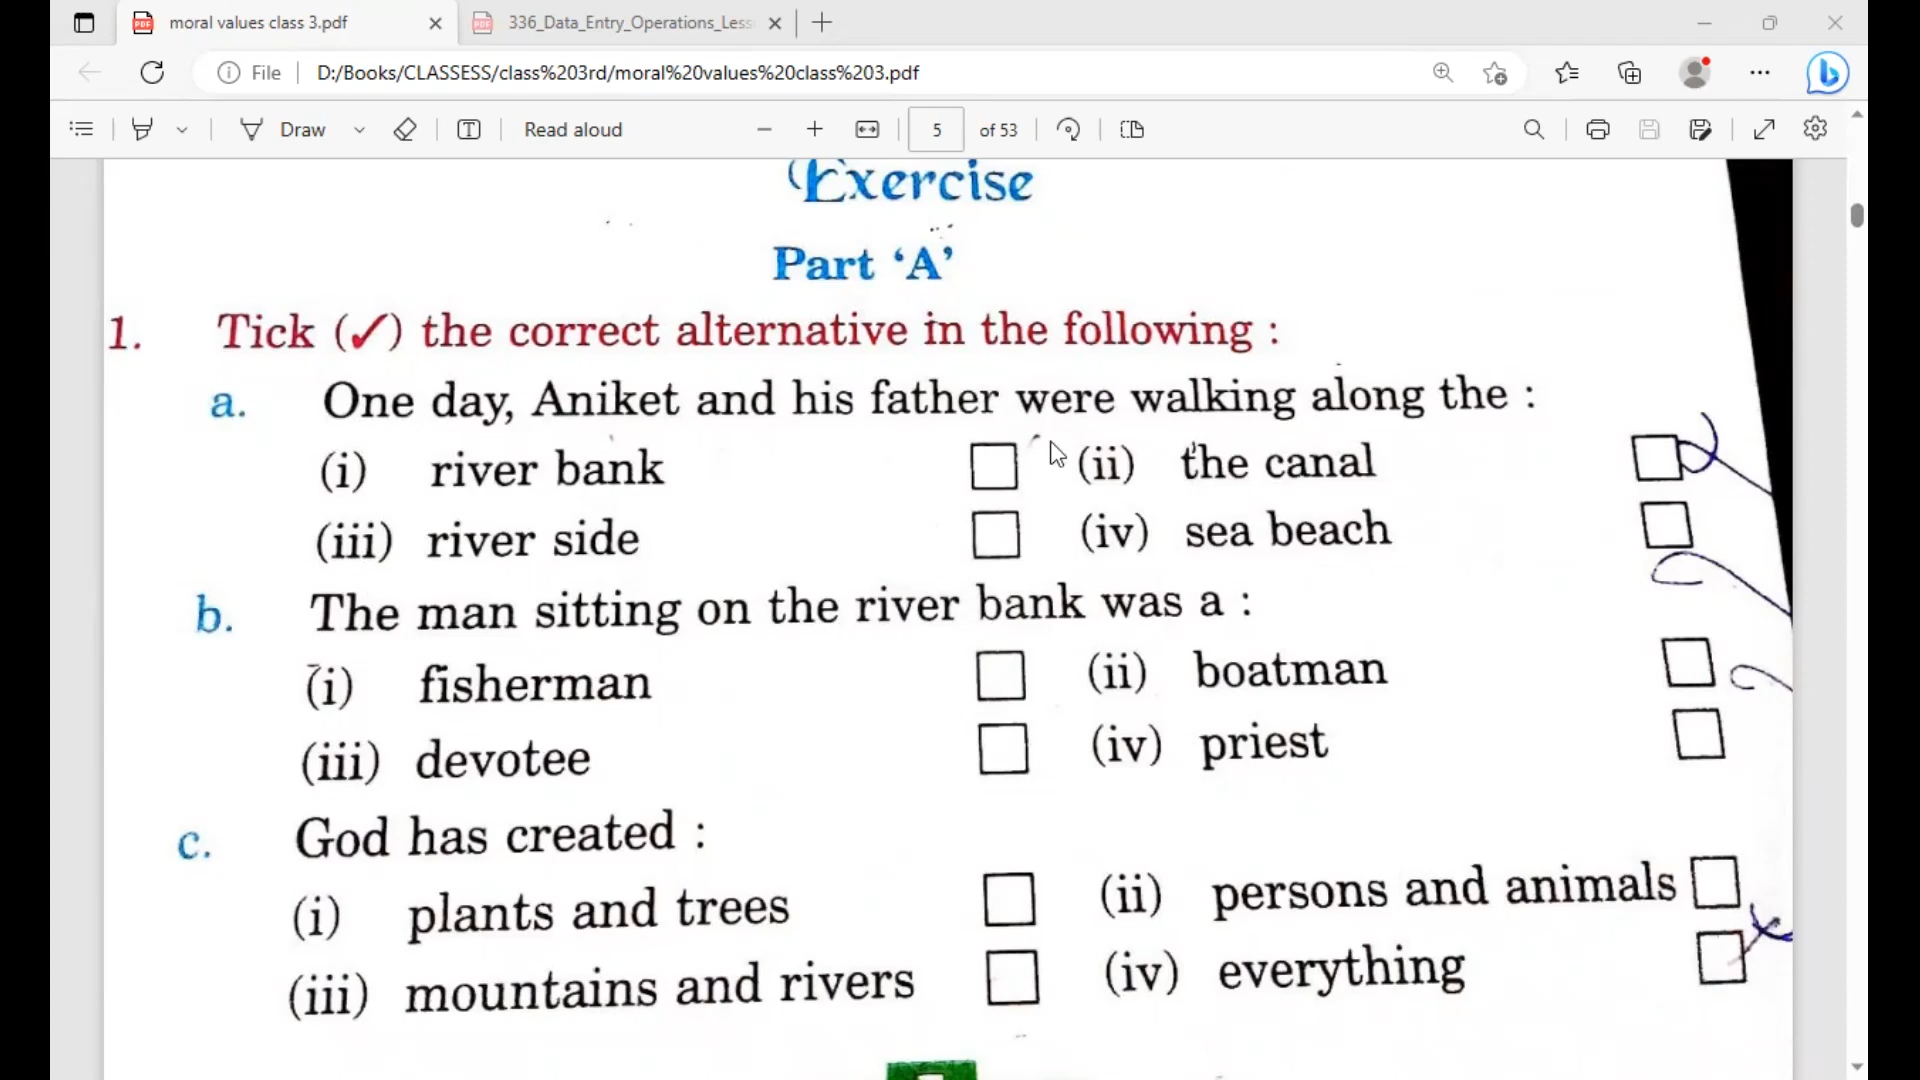 moral values class 3.pdf
336_Data_Entry_Operations_Less
File
D:/Books/CLASSESS/class%203rd/moral%20values%20class%203.pdf
Draw
Read aloud
5 of 53
Exercise
Part ‘A’
1. Tick (✓) the correct alternative in the following :
a. One day, Aniket and his father were walking along the :
(i) river bank (ii) the canal
(iii) river side (iv) sea beach
b. The man sitting on the river bank was a :
(i) fisherman (ii) boatman
(iii) devotee (iv) priest
c. God has created :
(i) plants and trees (ii) persons and animals
(iii) mountains and rivers (iv) everything